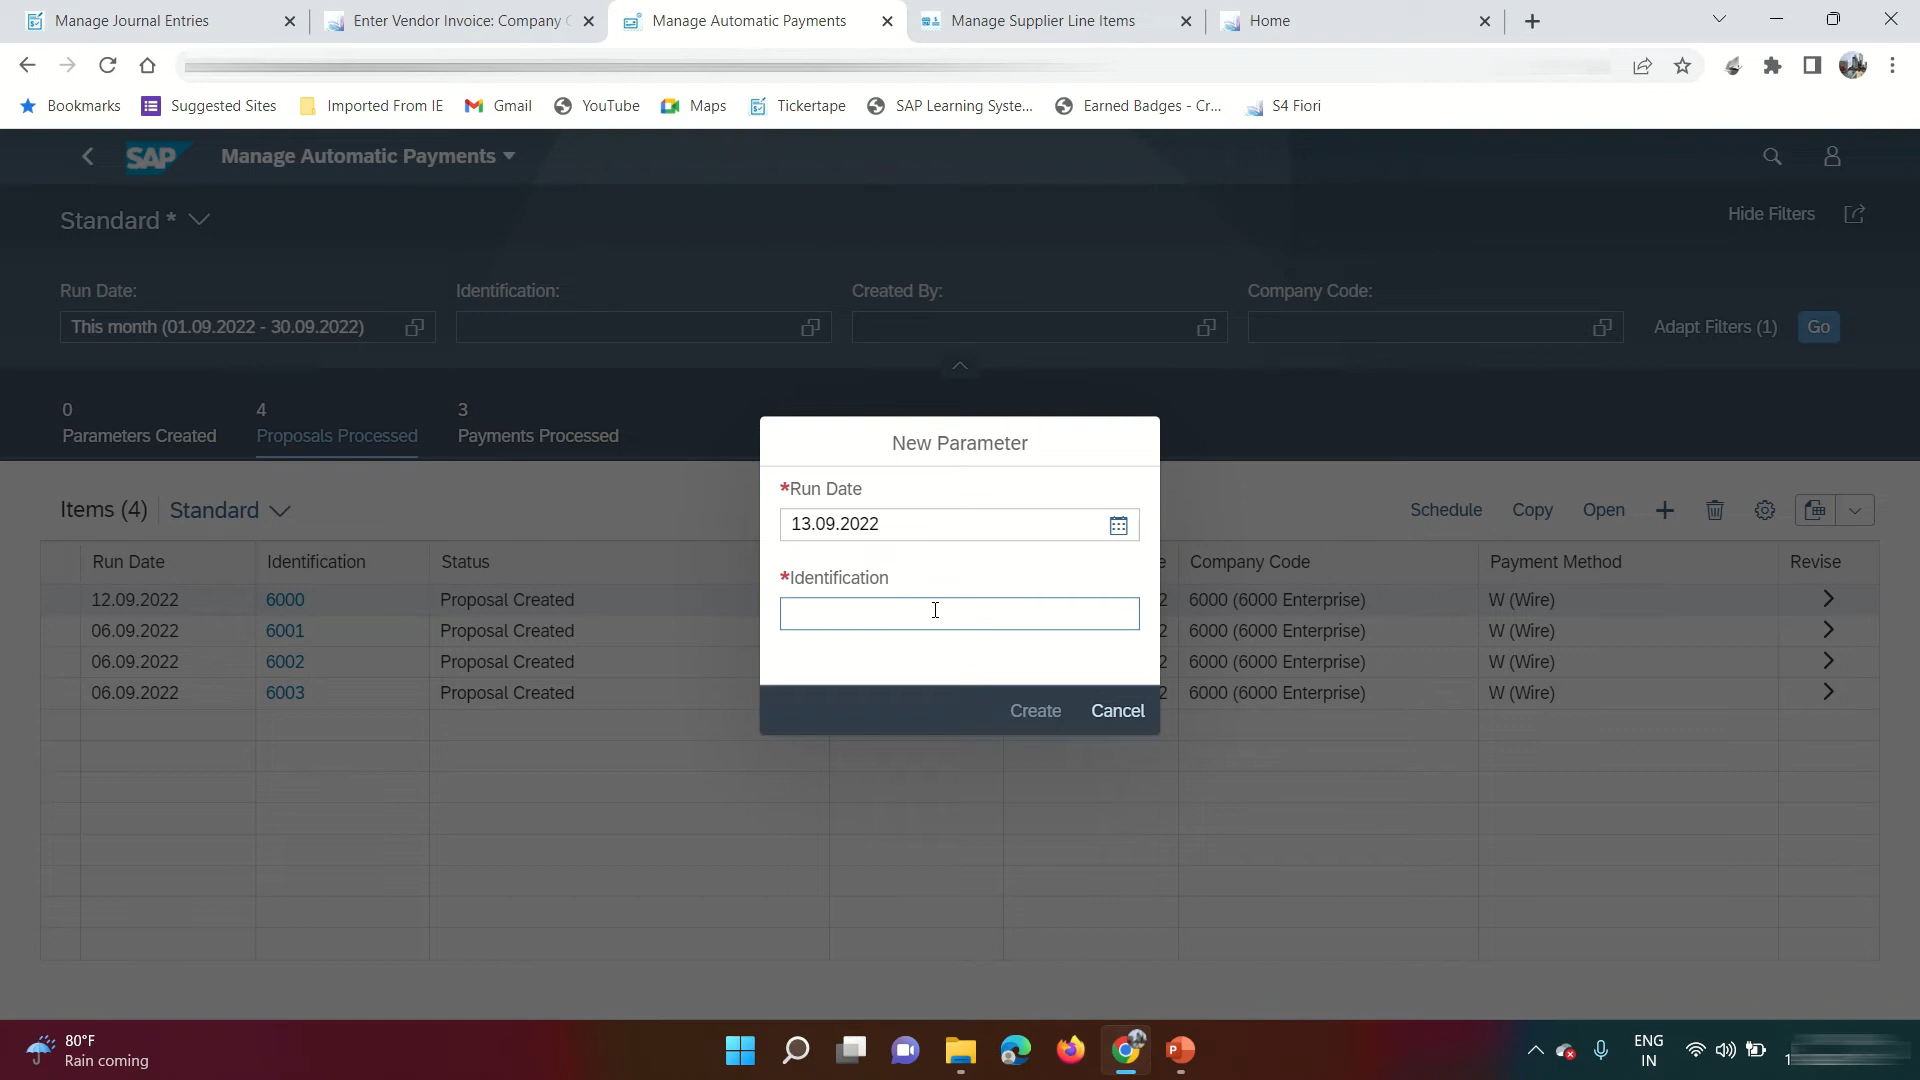 Manage Journal Entries
Enter Vendor Invoice: Company C
Manage Automatic Payments
Manage Supplier Line Items
Home
Bookmarks
Suggested Sites
Imported From IE
Gmail
YouTube
Maps
Tickertape
SAP Learning Syste...
Earned Badges - Cr...
S4 Fiori
SAP
Manage Automatic Payments
Standard *
Hide Filters
Run Date:
Identification:
Created By:
Company Code:
This month (01.09.2022 - 30.09.2022)
Adapt Filters (1)
Go
0
4
3
Parameters Created
Proposals Processed
Payments Processed
New Parameter
*Run Date
13.09.2022
*Identification
Create
Cancel
Items (4)
Standard
Schedule
Copy
Open
Run Date
Identification
Status
e
Company Code
Payment Method
Revise
12.09.2022
6000
Proposal Created
2
6000 (6000 Enterprise)
W (Wire)
06.09.2022
6001
Proposal Created
2
6000 (6000 Enterprise)
W (Wire)
06.09.2022
6002
Proposal Created
2
6000 (6000 Enterprise)
W (Wire)
06.09.2022
6003
Proposal Created
2
6000 (6000 Enterprise)
W (Wire)
80°F
Rain coming
P
ENG
IN
1